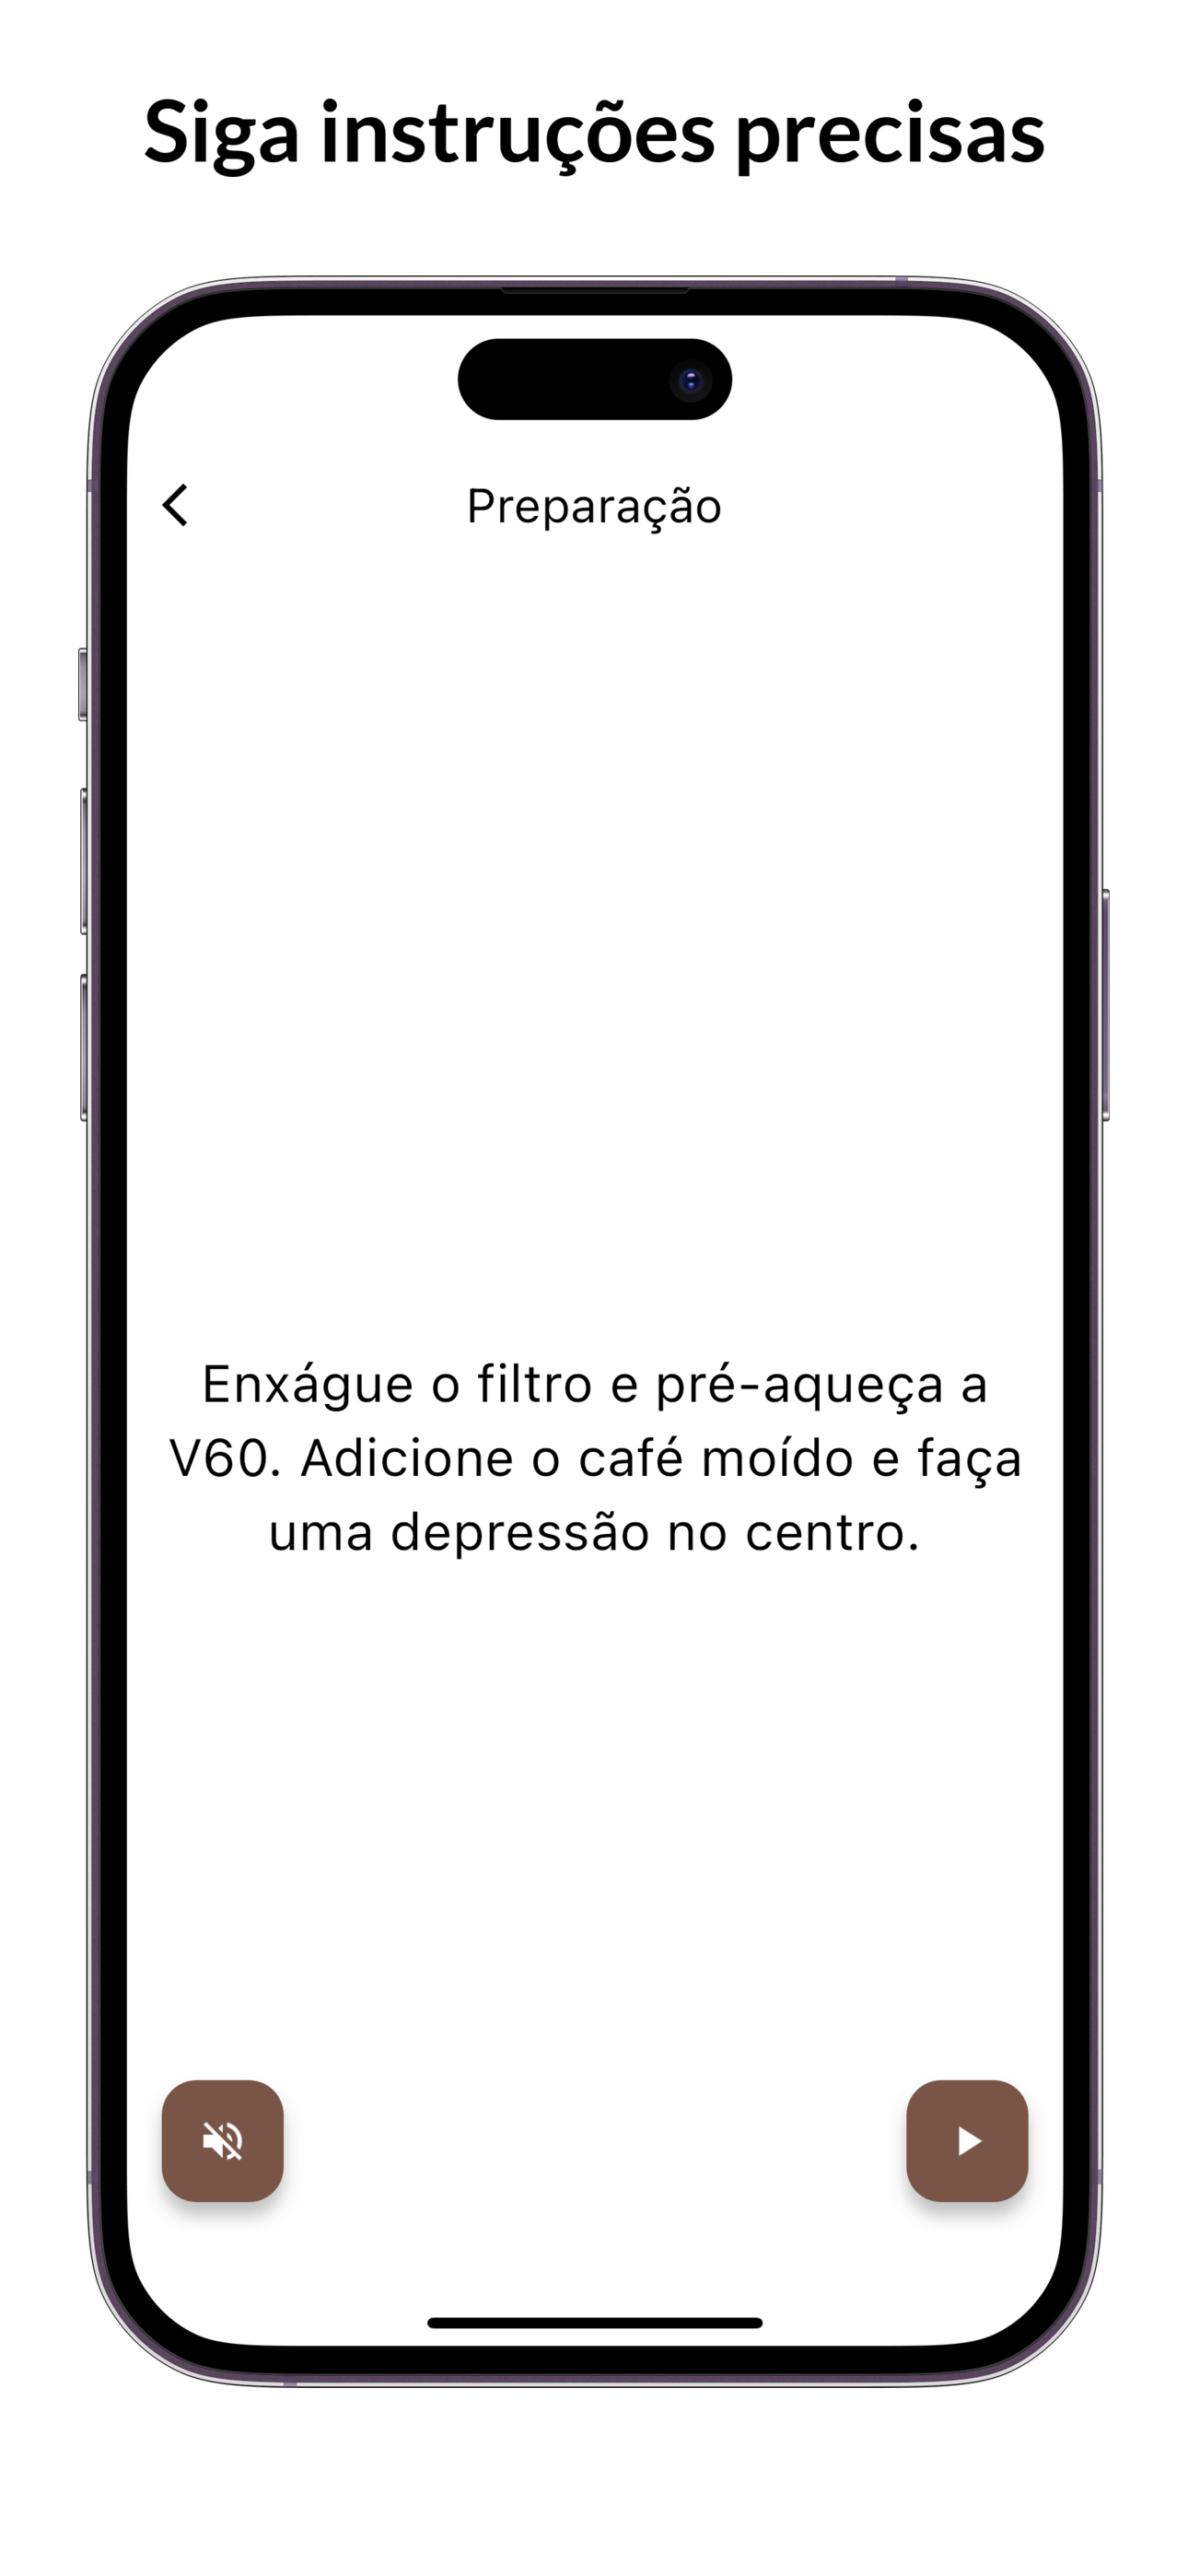 Siga instruções precisas
Preparação
Enxágue o filtro e pré-aqueça a
V60. Adicione o café moído e faça
uma depressão no centro.